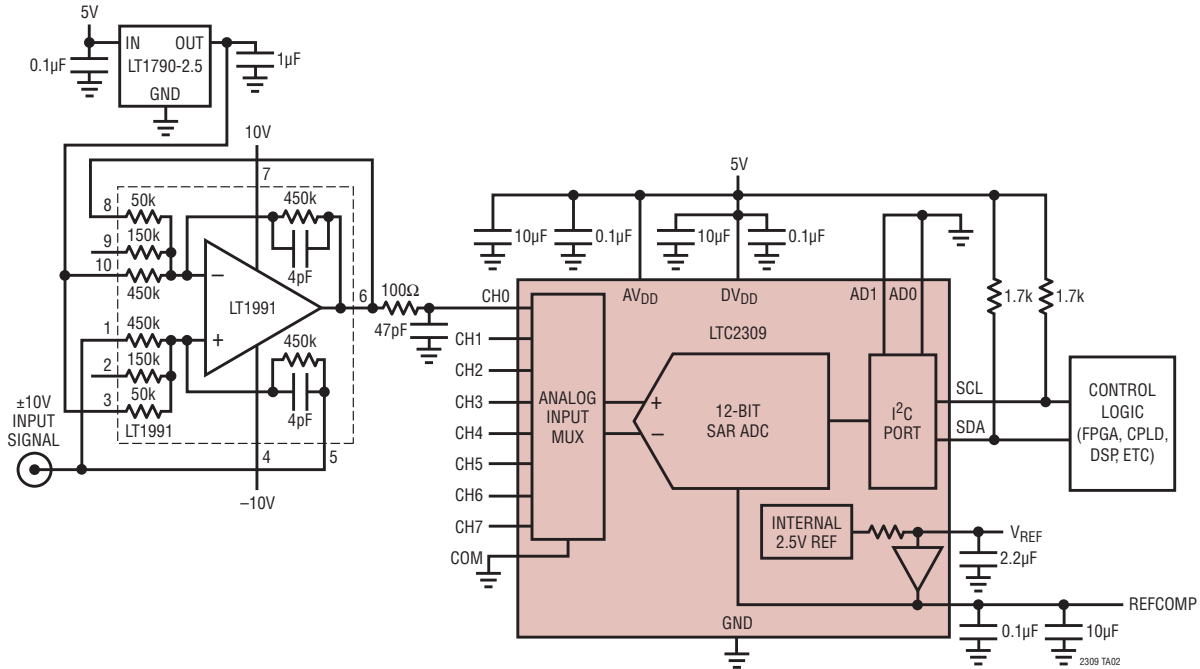 5V
IN
OUT
LT1790-2.5
GND
0.1µF
1µF
10V
7
8
50k
9
150k
10
450k
450k
4pF
–
+
LT1991
6
100Ω
47pF
1
450k
2
150k
3
50k
LT1991
450k
4pF
4
5
–10V
±10V
INPUT
SIGNAL
5V
10µF
0.1µF
10µF
0.1µF
1.7k
1.7k
AVDD
DVDD
AD1
AD0
LTC2309
CH0
CH1
CH2
CH3
CH4
CH5
CH6
CH7
COM
ANALOG
INPUT
MUX
+
–
12-BIT
SAR ADC
I2C
PORT
SCL
SDA
CONTROL
LOGIC
(FPGA, CPLD,
DSP, ETC)
INTERNAL
2.5V REF
VREF
2.2µF
REFCOMP
GND
0.1µF
10µF
2309 TA02